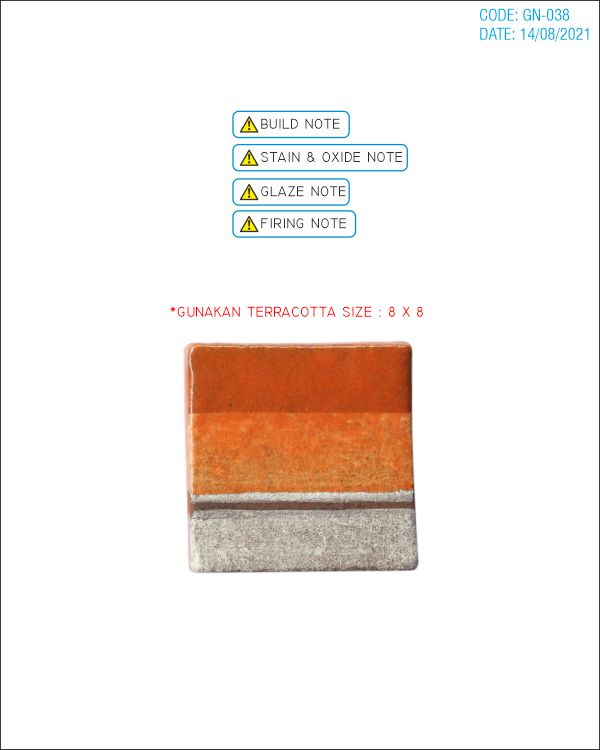 CODE: GN-038
DATE: 14/08/2021
BUILD NOTE
STAIN & OXIDE NOTE
GLAZE NOTE
FIRING NOTE
*GUNAKAN TERRACOTTA SIZE : 8 X 8